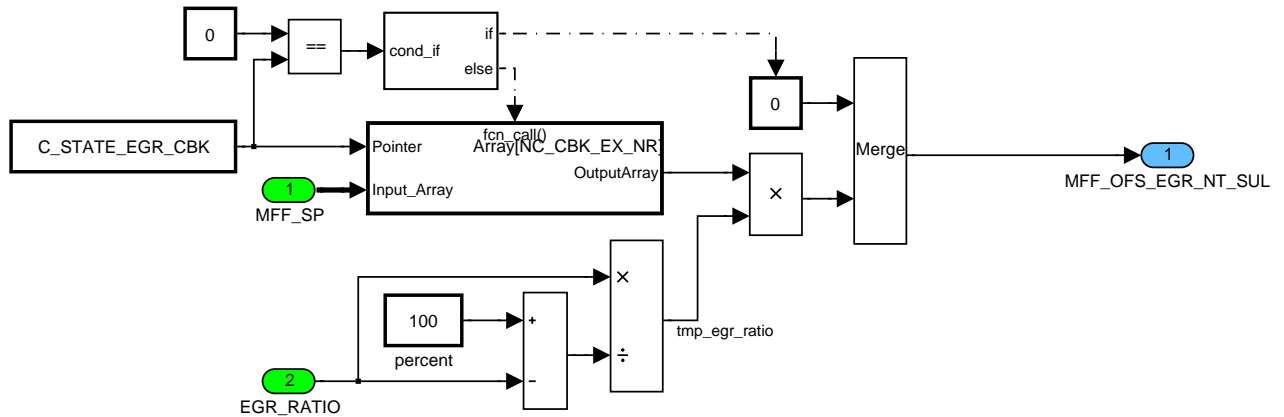 0
==
cond_if
if
else
0
C_STATE_EGR_CBK
fcn_call()
Array[NC_CBK_EX_NR]
Pointer
OutputArray
Input_Array
1
MFF_SP
×
Merge
1
MFF_OFS_EGR_NT_SUL
×
÷
100
percent
+
−
tmp_egr_ratio
2
EGR_RATIO